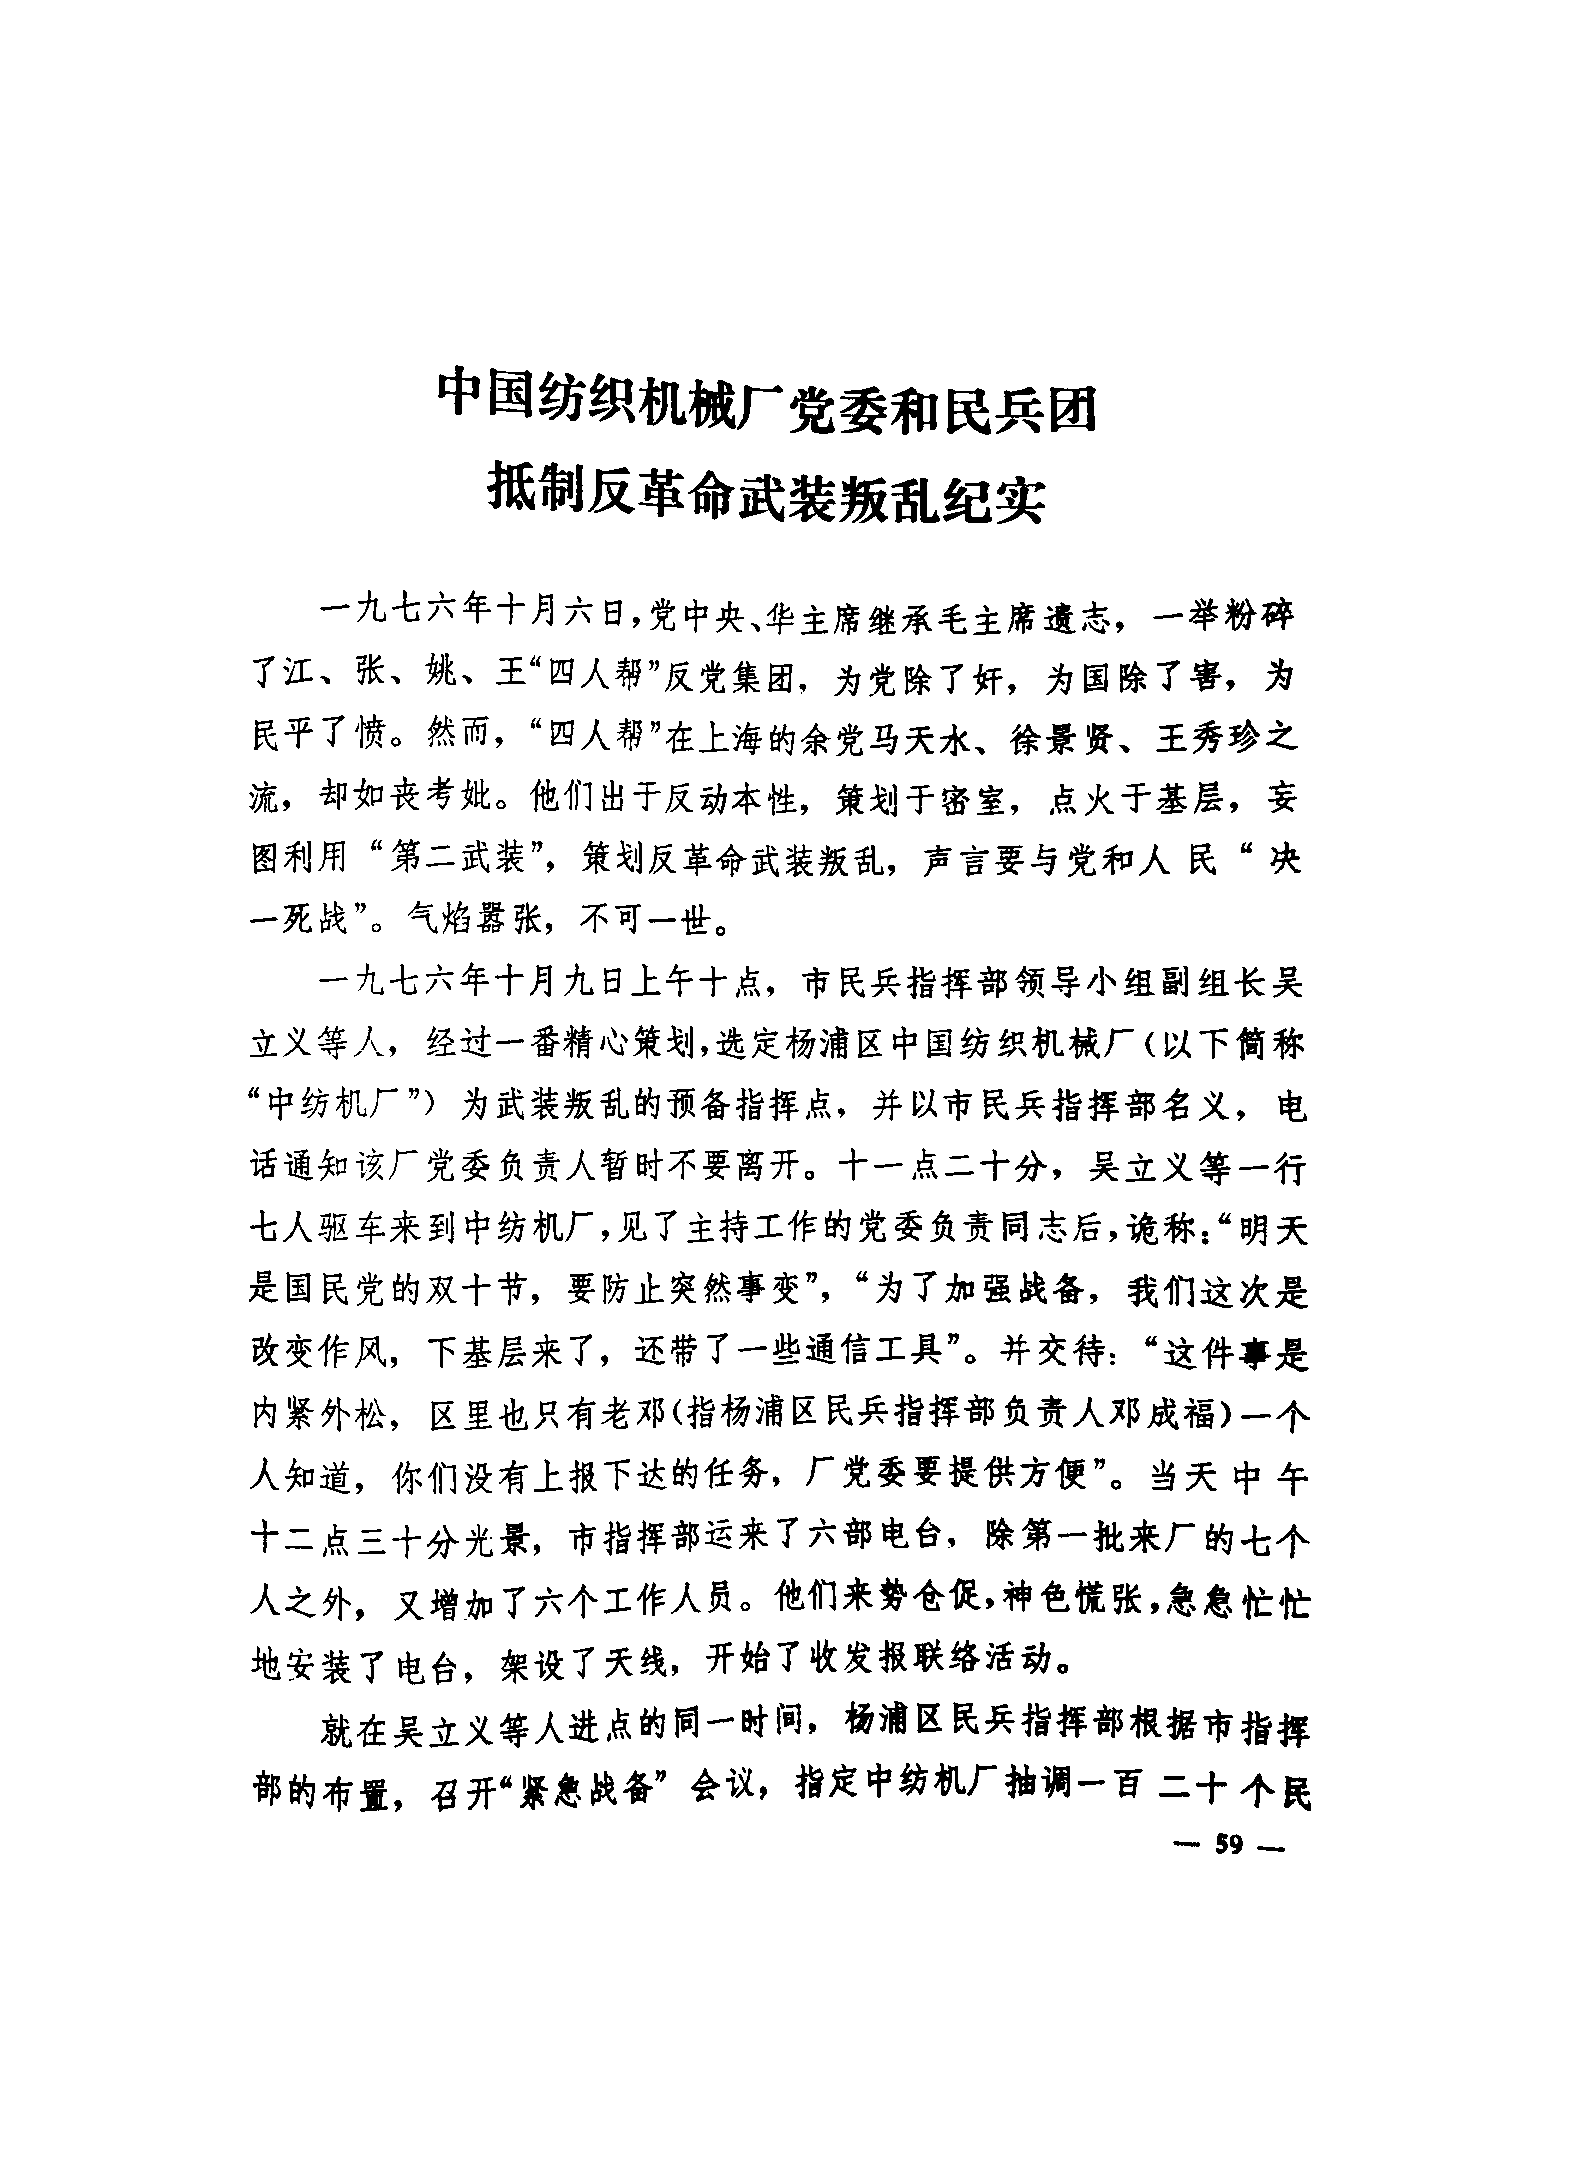 中国纺织机械厂党委和民兵团
抵制反革命武装叛乱纪实
一九七六年十月六日，党中央、华主席继承毛主席遗志，一举粉碎
了江、张、姚、王“四人帮”反党集团，为党除了奸，为国除了害，为
民平了愤。然而，“四人帮”在上海的余党马天水、徐景贤、王秀珍之
流，却如丧考妣。他们出于反动本性，策划于密室，点火于基层，妄
图利用“第二武装”，策划反革命武装叛乱，声言要与党和人民“决
一死战”。气焰嚣张，不可一世。
一九七六年十月九日上午十点，市民兵指挥部领导小组副组长吴
立义等人，经过一番精心策划，选定杨浦区中国纺织机械厂（以下简称
“中纺机厂”）为武装叛乱的预备指挥点，并以市民兵指挥部名义，电
话通知该厂党委负责人暂时不要离开。十一点二十分，吴立义等一行
七人驱车来到中纺机厂，见了主持工作的党委负责同志后，诡称：“明天
是国民党的双十节，要防止突然事变”，“为了加强战备，我们这次是
改变作风，下基层来了，还带了一些通信工具”。并交待：“这件事是
内紧外松，区里也只有老邓（指杨浦区民兵指挥部负责人邓成福）一个
人知道，你们没有上报下达的任务，厂党委要提供方便”。当天中午
十二点三十分光景，市指挥部运来了六部电台，除第一批来厂的七个
人之外，又增加了六个工作人员。他们来势仓促，神色慌张，急急忙忙
地安装了电台，架设了天线，开始了收发报联络活动。
就在吴立义等人进点的同一时间，杨浦区民兵指挥部根据市指挥
部的布置，召开“紧急战备”会议，指定中纺机厂抽调一百二十个民
— 59 —